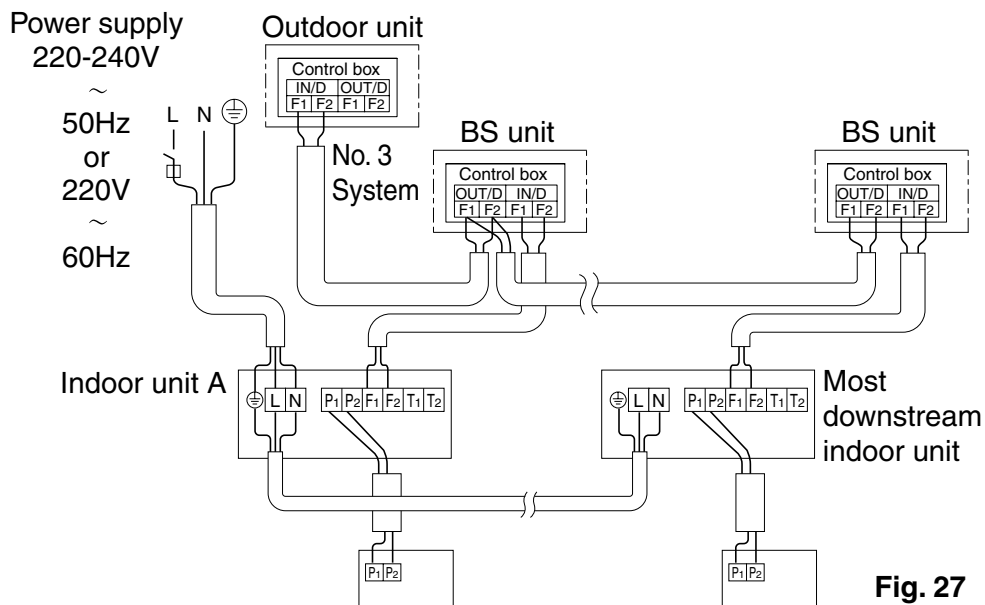 Power supply
220-240V
~
50Hz
or
220V
~
60Hz
L N
Outdoor unit
Control box
IN/D OUT/D
F1 F2 F1 F2
No. 3
System
BS unit
Control box
OUT/D IN/D
F1 F2 F1 F2
BS unit
Control box
OUT/D IN/D
F1 F2 F1 F2
Indoor unit A
L N
P1 P2 F1 F2 T1 T2
L N
P1 P2 F1 F2 T1 T2
Most
downstream
indoor unit
P1 P2
P1 P2
Fig. 27